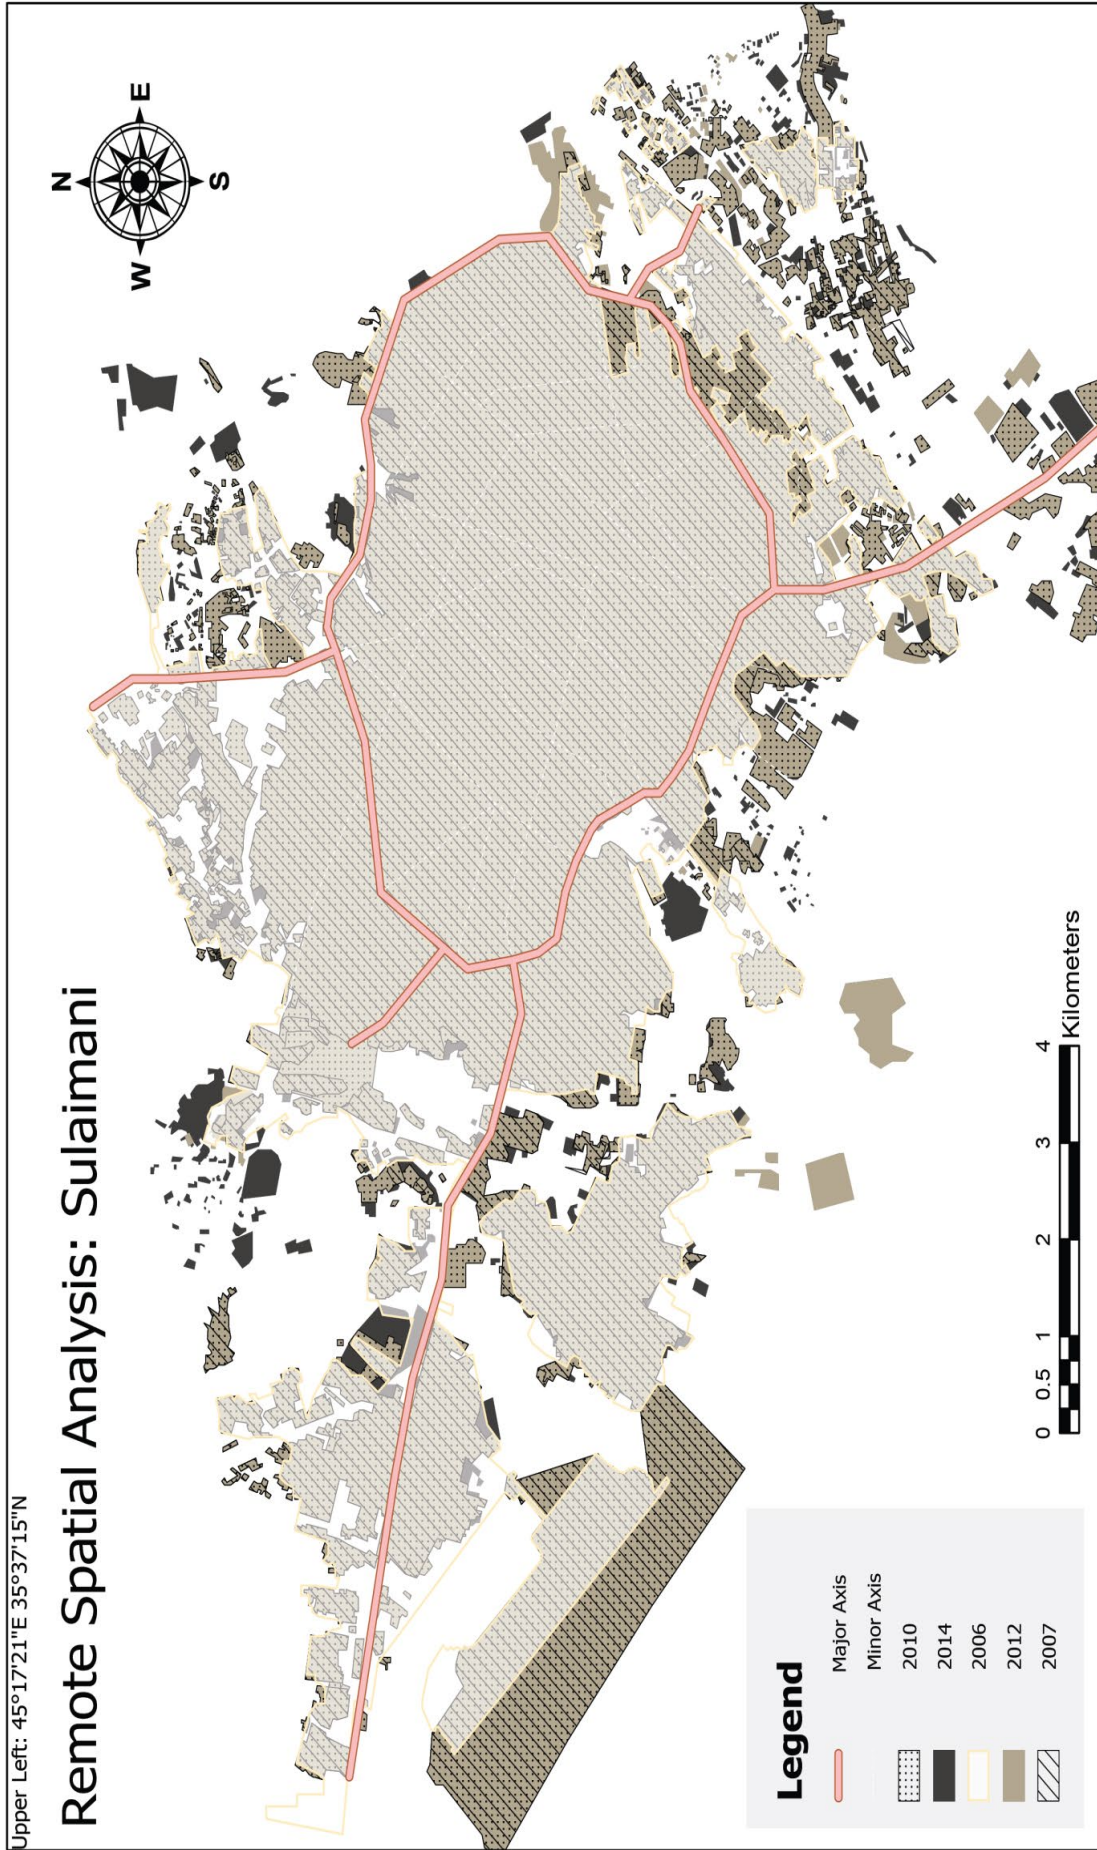 Upper Left: 45°17'21"E 35°37'15"N
Remote Spatial Analysis: Sulaimani
N
W
E
S
Legend
Major Axis
Minor Axis
2010
2014
2006
2012
2007
0 0.5 1 2 3 4
Kilometers